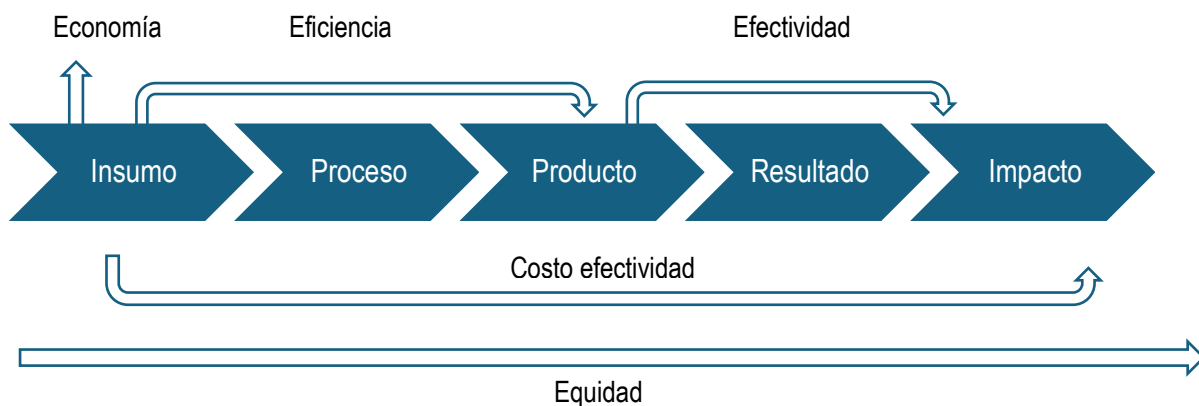 Economía
Eficiencia
Efectividad
Insumo
Proceso
Producto
Resultado
Impacto
Costo efectividad
Equidad